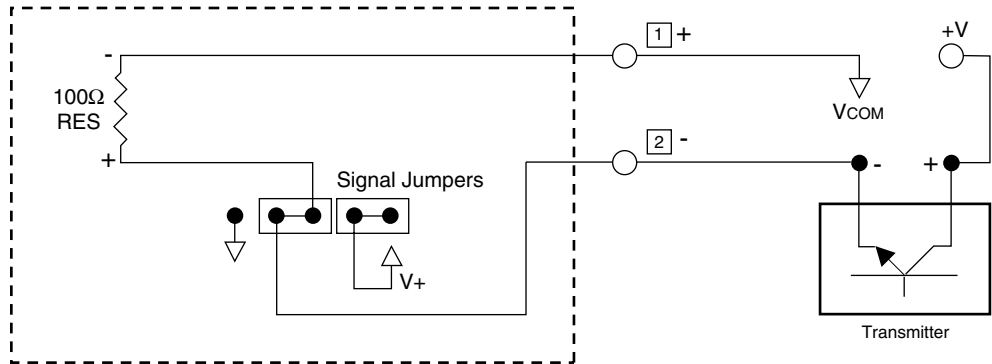 1 +
+V
-
100Ω
RES
VCOM
2 -
+
- +
Signal Jumpers
V+
Transmitter